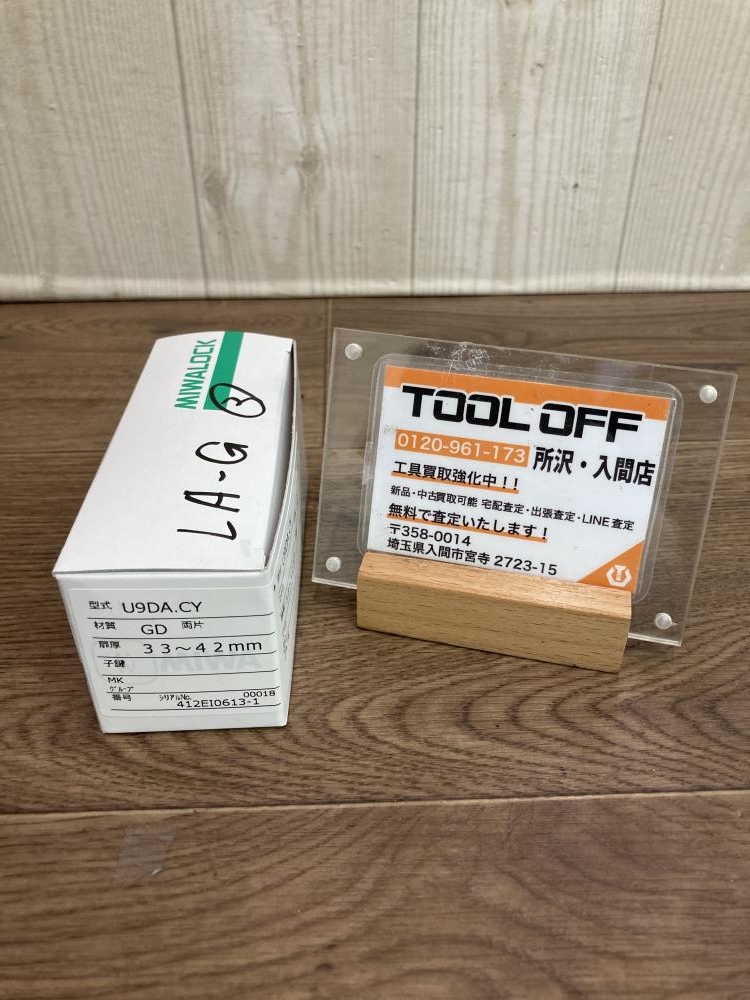 MIWALOCK
LA-G ③
型式 U9DA.CY
材質 GD 両片
扉厚 33～42mm
子鍵
MK
グループ
番号 シリアルNo. 00018
412EI0613-1
MIWA
TOOL OFF
0120-961-173 所沢・入間店
工具買取強化中！！
新品・中古買取可能 宅配査定・出張査定・LINE査定
無料で査定いたします！
〒358-0014
埼玉県入間市宮寺 2723-15